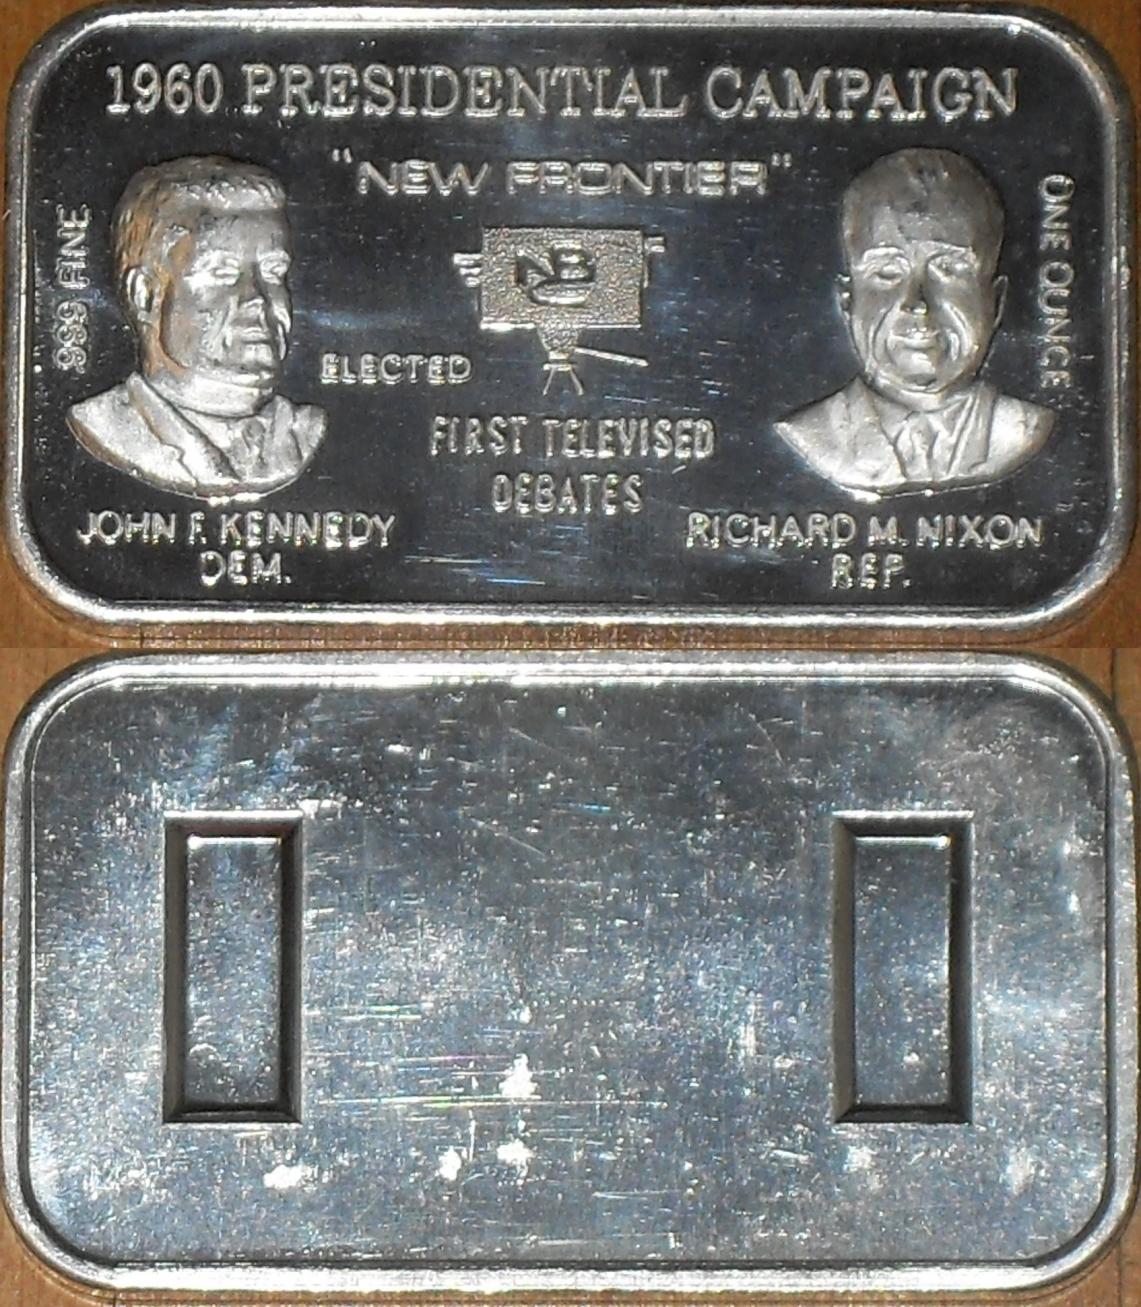 1960 PRESIDENTIAL CAMPAIGN
"NEW FRONTIER"
.999 FINE
ONE OUNCE
ELECTED
FIRST TELEVISED
DEBATES
JOHN F. KENNEDY
DEM.
RICHARD M. NIXON
REP.